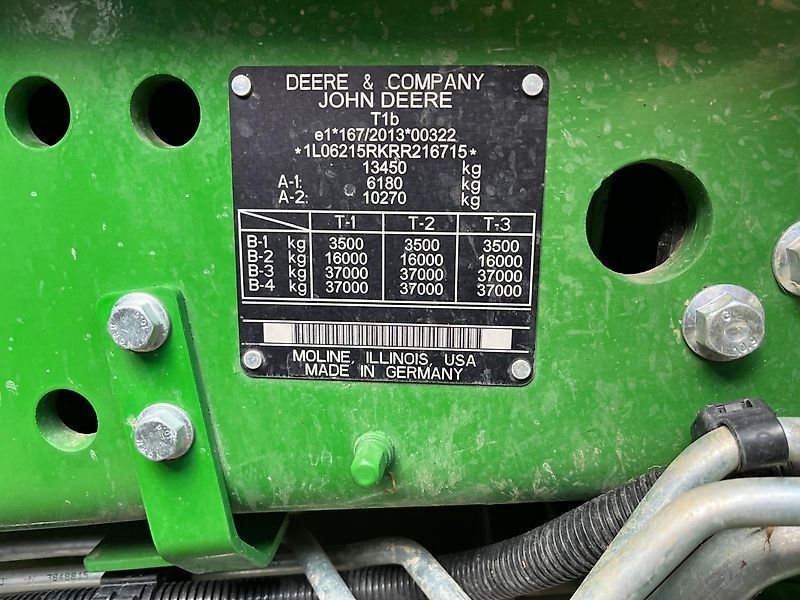 DEERE & COMPANY
JOHN DEERE
T1b
e1*167/2013*00322
*1L06215RKRR216715*
13450 kg
A-1: 6180 kg
A-2: 10270 kg
T-1 T-2 T-3
B-1 kg 3500 3500 3500
B-2 kg 16000 16000 16000
B-3 kg 37000 37000 37000
B-4 kg 37000 37000 37000
MOLINE, ILLINOIS, USA
MADE IN GERMANY